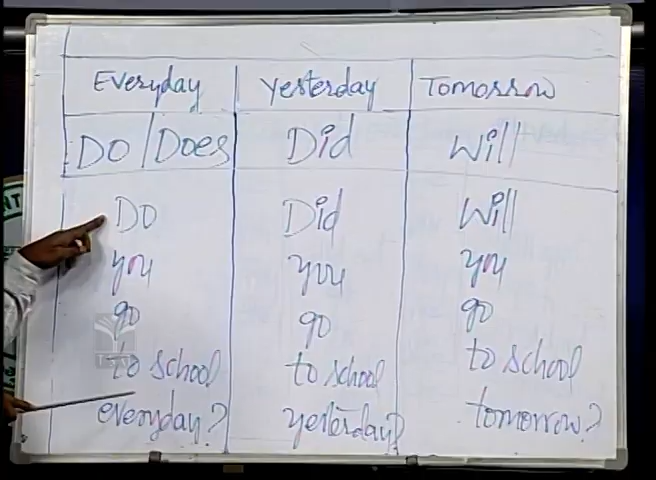 Everyday Yesterday Tomorrow
Do/Does Did Will
Do Did Will
you you you
go go go
to school to school to school
everyday? yesterday? tomorrow?